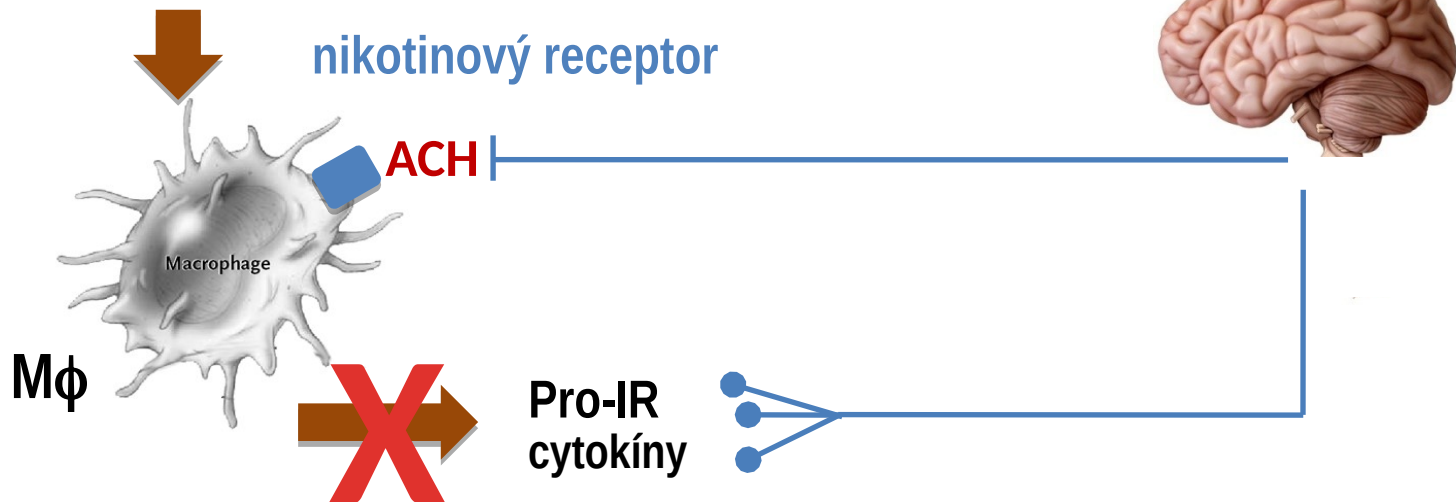 nikotinový receptor
ACH
Macrophage
Mϕ
Pro-IR
cytokíny